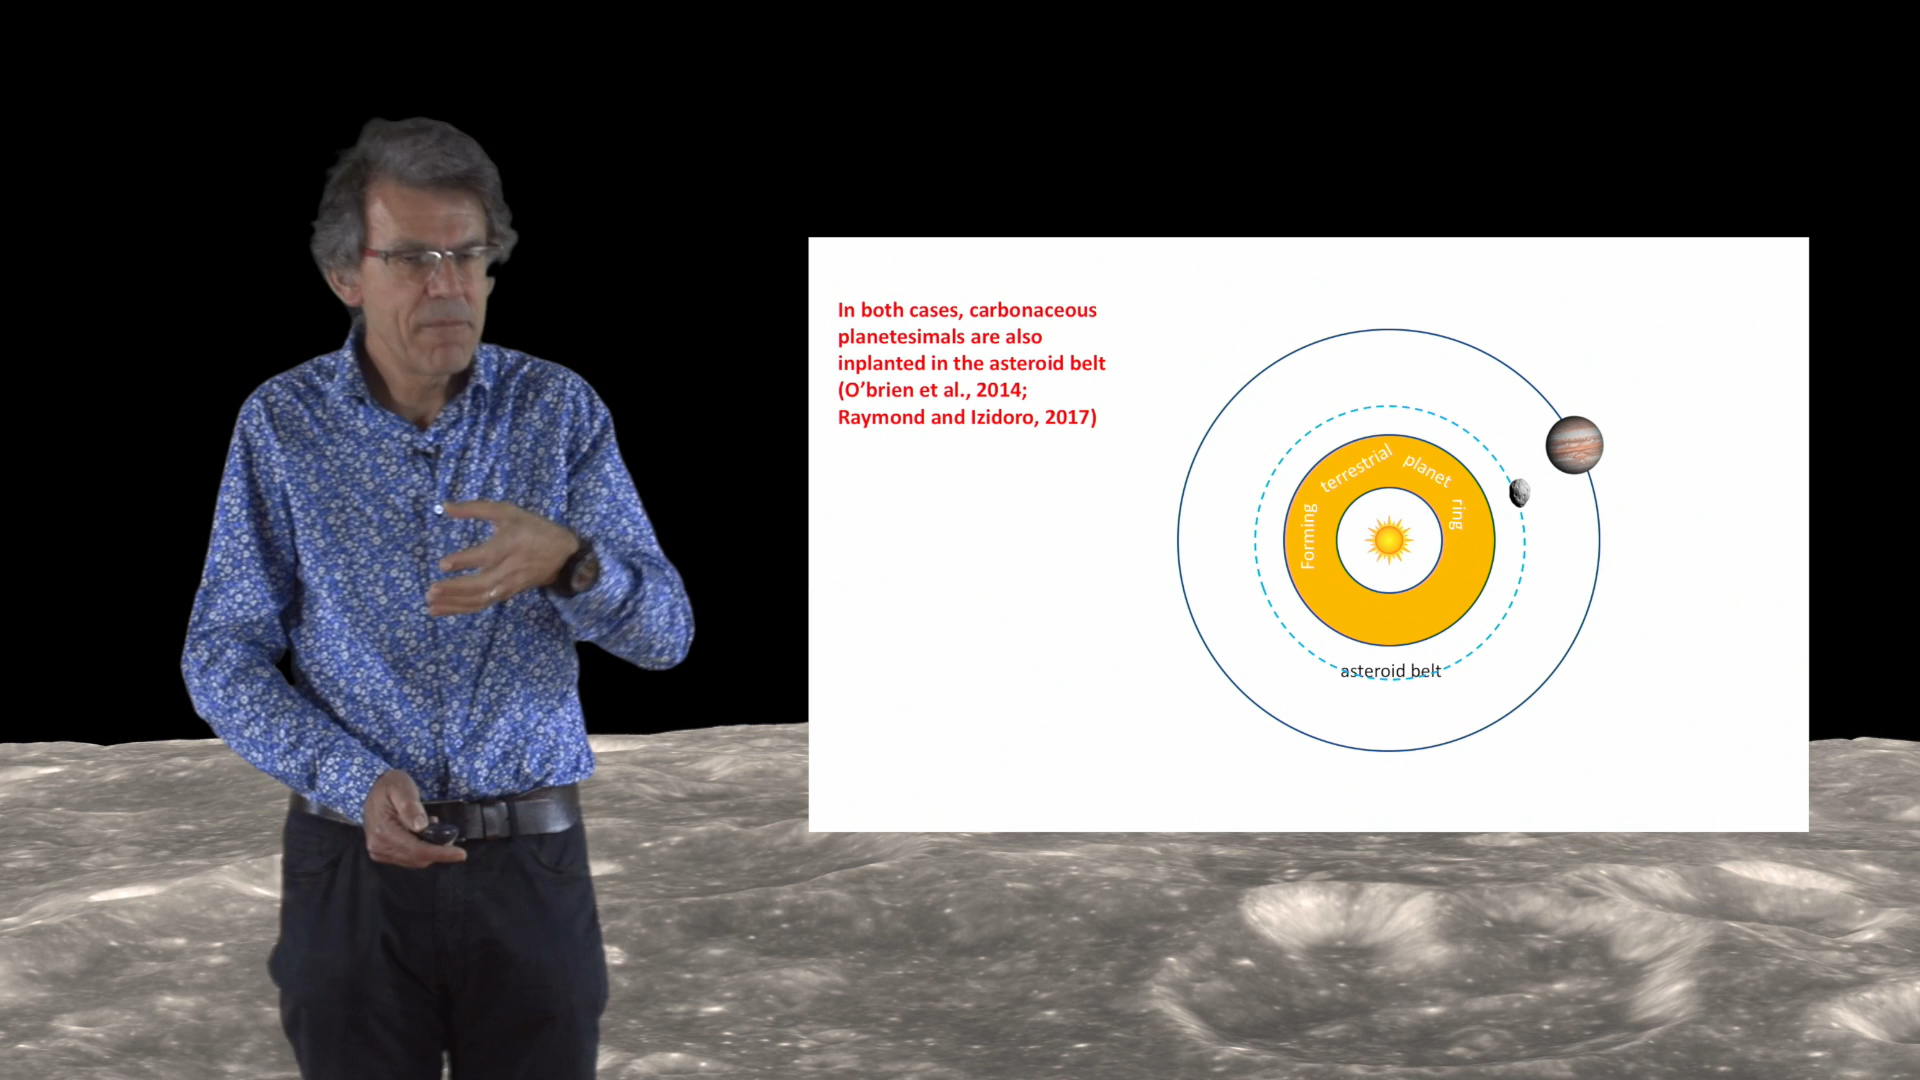 In both cases, carbonaceous
planetesimals are also
inplanted in the asteroid belt
(O’brien et al., 2014;
Raymond and Izidoro, 2017)
Forming terrestrial planet ring
asteroid belt